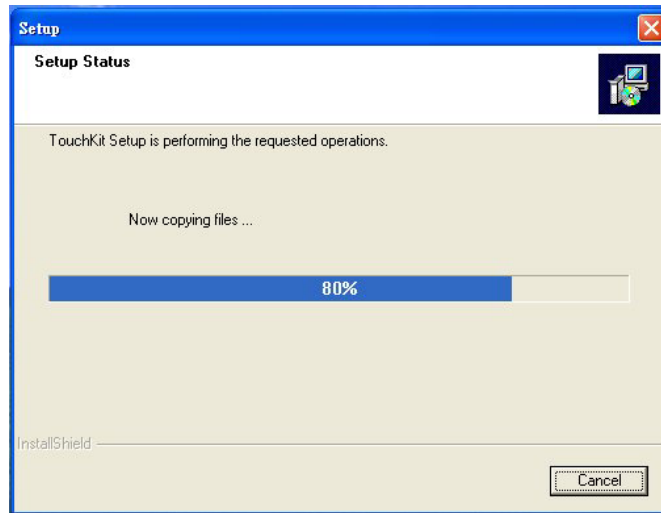 Setup
Setup Status
TouchKit Setup is performing the requested operations.
Now copying files ...
80%
InstallShield
Cancel